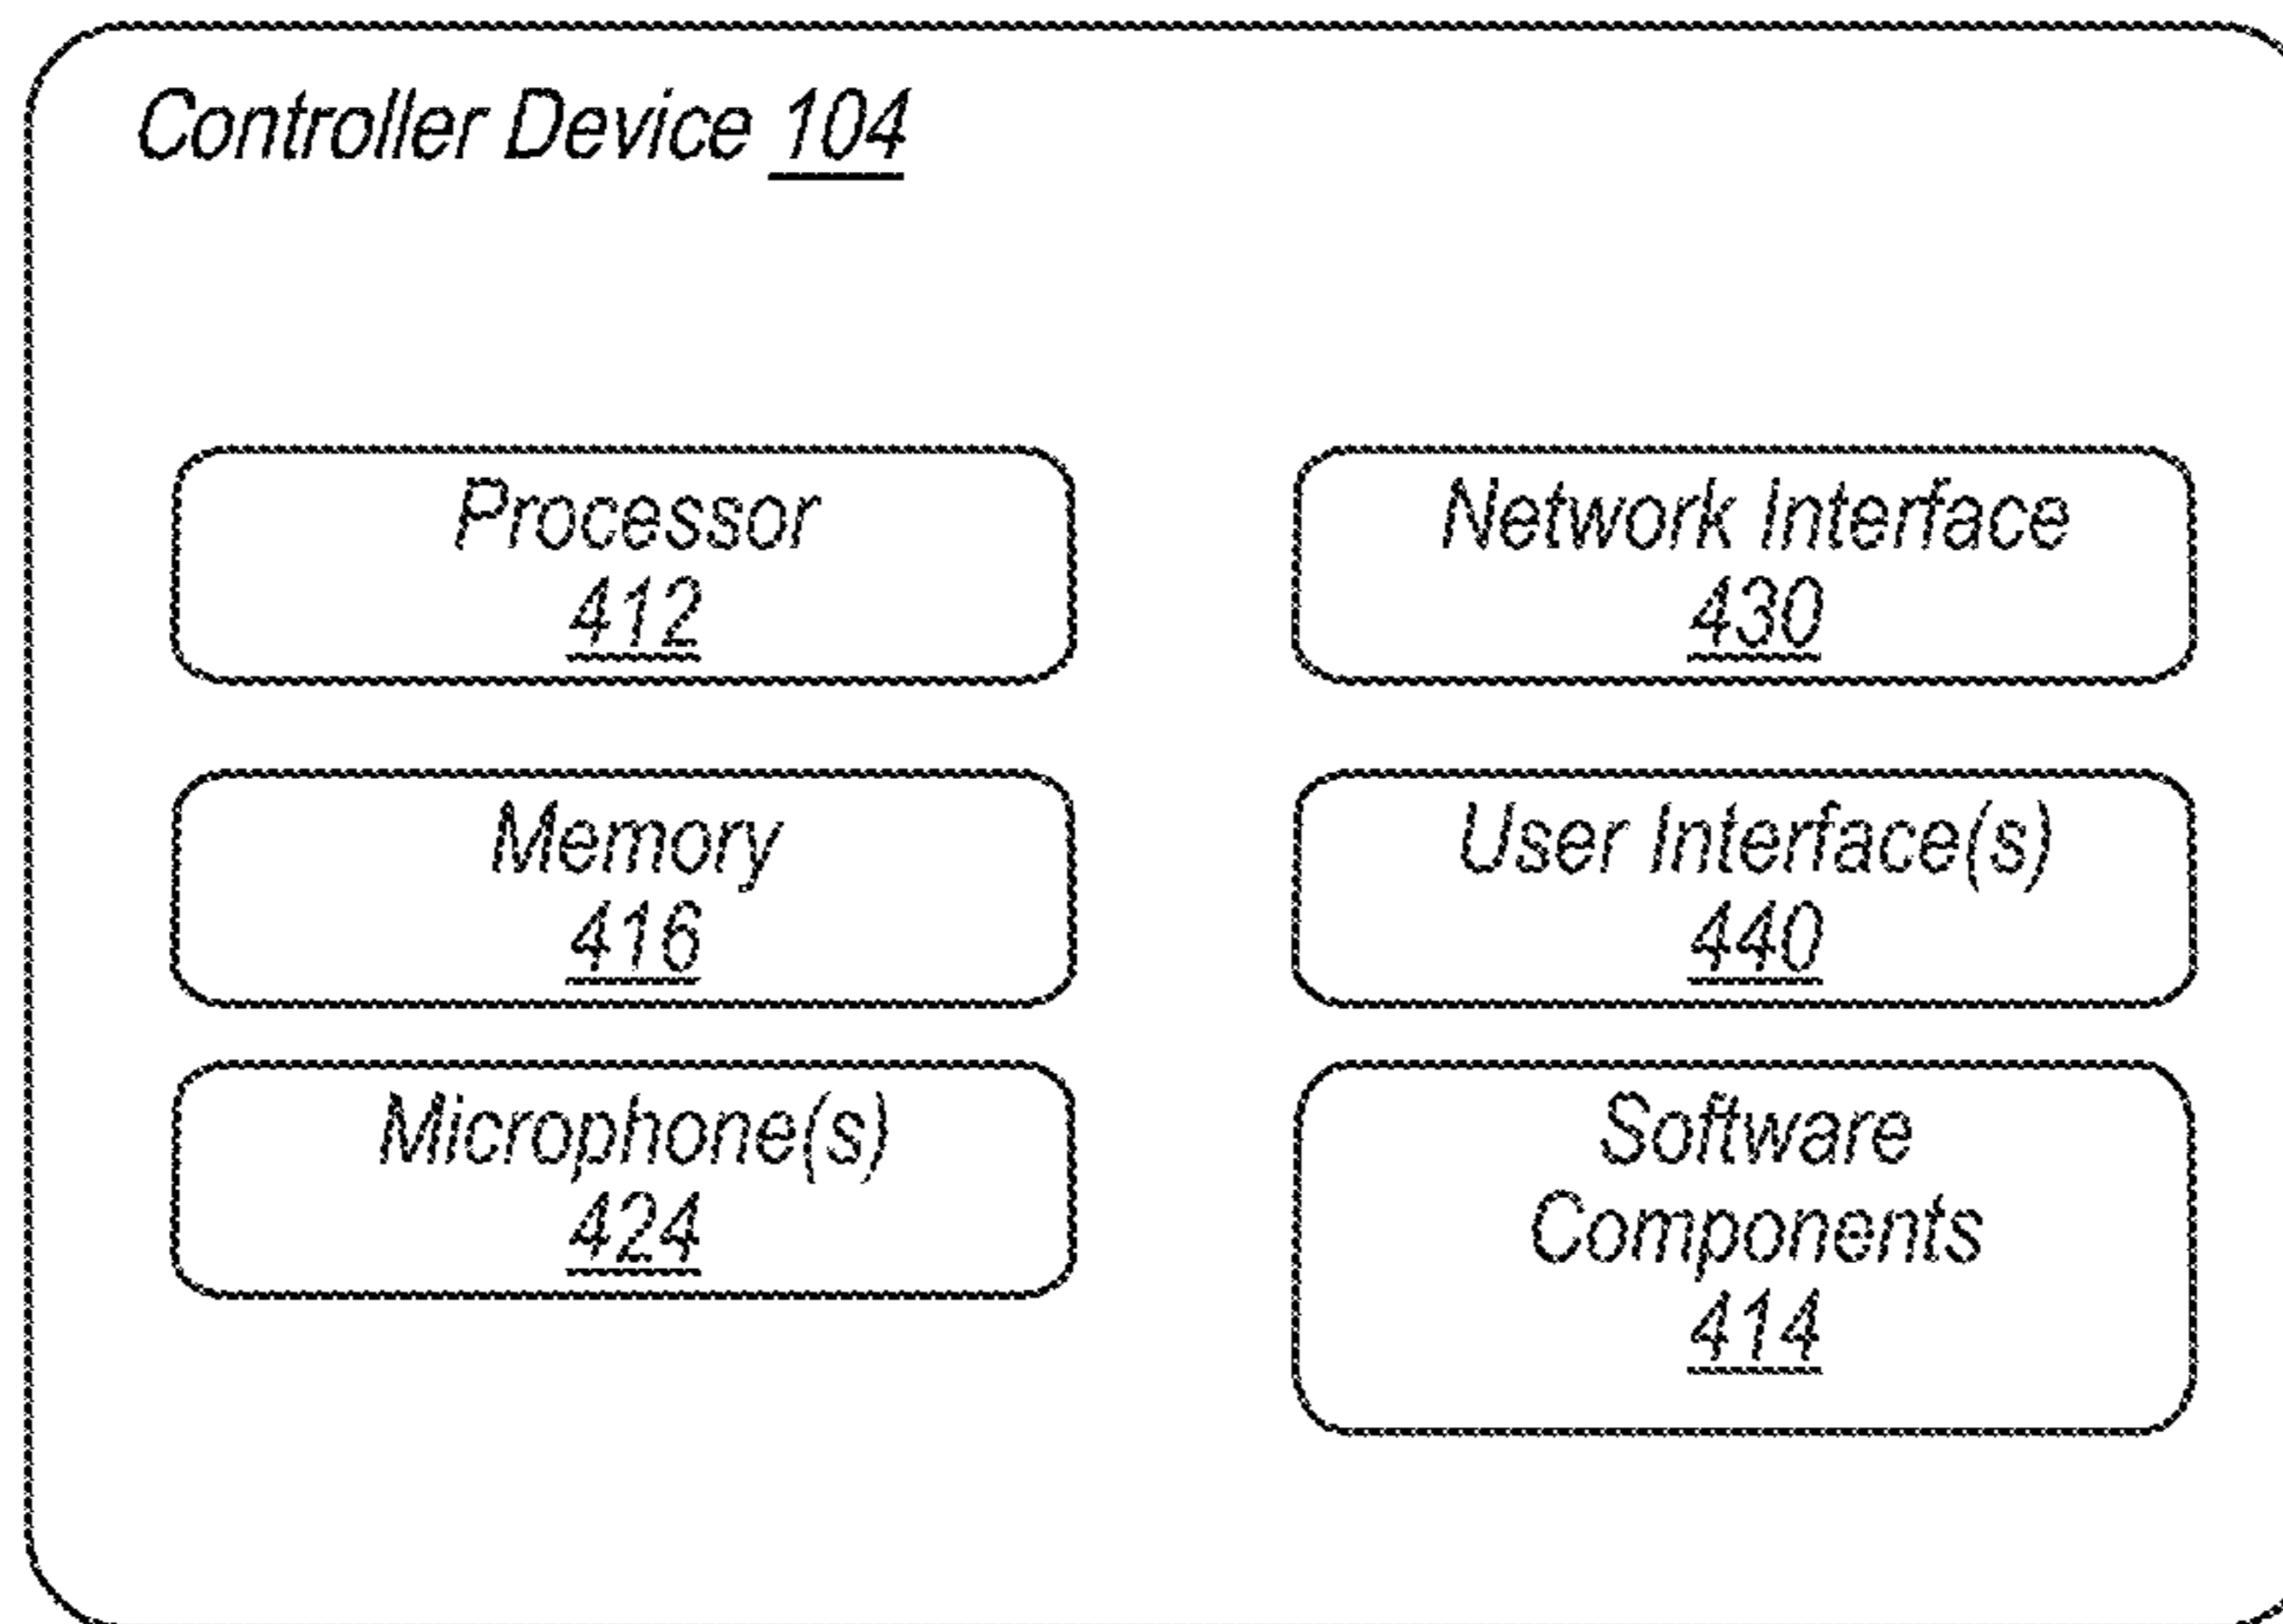 Controller Device 104
Processor
412
Network Interface
430
Memory
416
User Interface(s)
440
Microphone(s)
424
Software
Components
414